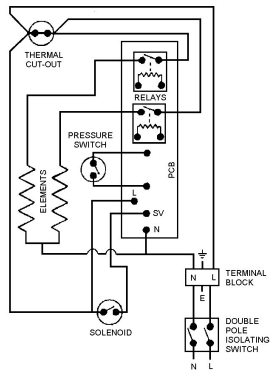 THERMAL
CUT-OUT
RELAYS
PRESSURE
SWITCH
PCB
ELEMENTS
L
SV
N
N L
E
TERMINAL
BLOCK
SOLENOID
DOUBLE
POLE
ISOLATING
SWITCH
N L